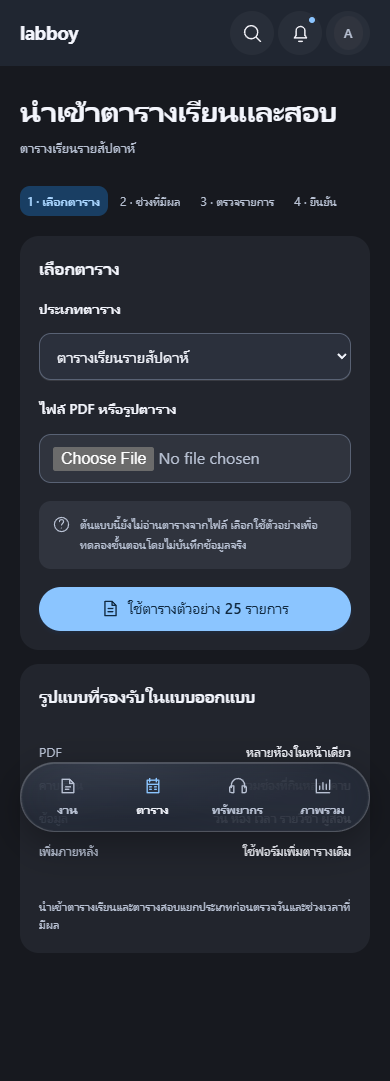 labboy
A
นำเข้าตารางเรียนและสอบ
ตารางเรียนรายสัปดาห์
1 · เลือกตาราง
2 · ช่วงที่มีผล
3 · ตรวจรายการ
4 · ยืนยัน
เลือกตาราง
ประเภทตาราง
ตารางเรียนรายสัปดาห์
ไฟล์ PDF หรือรูปตาราง
Choose File No file chosen
ต้นแบบนี้ยังไม่อ่านตารางจากไฟล์ เลือกใช้ตัวอย่างเพื่อ
ทดลองขั้นตอนโดยไม่บันทึกข้อมูลจริง
ใช้ตารางตัวอย่าง 25 รายการ
รูปแบบที่รองรับในแบบออกแบบ
PDF หลายห้องในหน้าเดียว
งาน
ตาราง
ทรัพยากร
ภาพรวม
เพิ่มภายหลัง ใช้ฟอร์มเพิ่มตารางเดิม
นำเข้าตารางเรียนและตารางสอบแยกประเภทก่อนตรวจวันและช่วงเวลาที่
มีผล